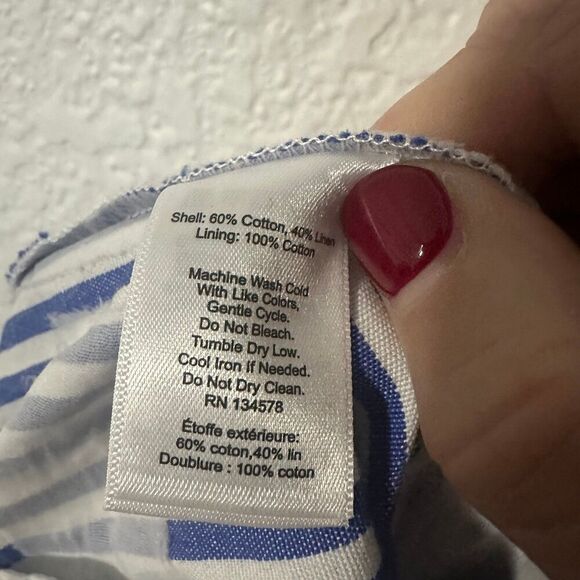 Shell: 60% Cotton, 40% Linen
Lining: 100% Cotton
Machine Wash Cold
With Like Colors,
Gentle Cycle.
Do Not Bleach.
Tumble Dry Low.
Cool Iron If Needed.
Do Not Dry Clean.
RN 134578
Étoffe extérieure:
60% coton,40% lin
Doublure : 100% coton